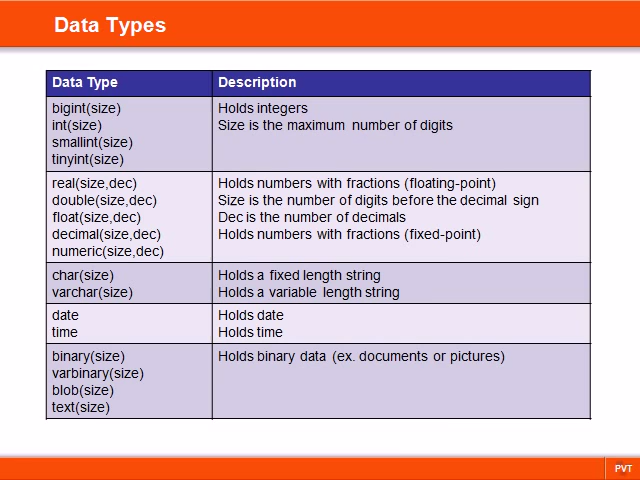 Data Types
Data Type Description
bigint(size) Holds integers
int(size) Size is the maximum number of digits
smallint(size)
tinyint(size)
real(size,dec) Holds numbers with fractions (floating-point)
double(size,dec) Size is the number of digits before the decimal sign
float(size,dec) Dec is the number of decimals
decimal(size,dec) Holds numbers with fractions (fixed-point)
numeric(size,dec)
char(size) Holds a fixed length string
varchar(size) Holds a variable length string
date Holds date
time Holds time
binary(size) Holds binary data (ex. documents or pictures)
varbinary(size)
blob(size)
text(size)
PVT